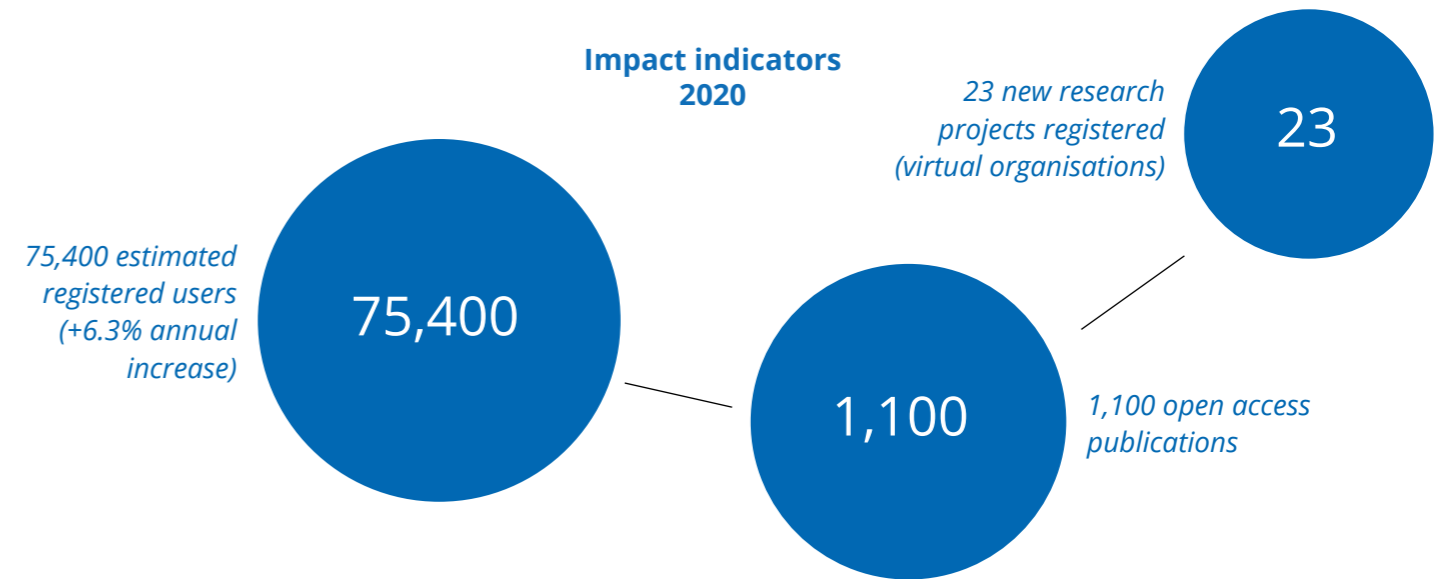 Impact indicators
2020
23 new research
projects registered
(virtual organisations)
23
75,400 estimated
registered users
(+6.3% annual
increase)
75,400
1,100
1,100 open access
publications